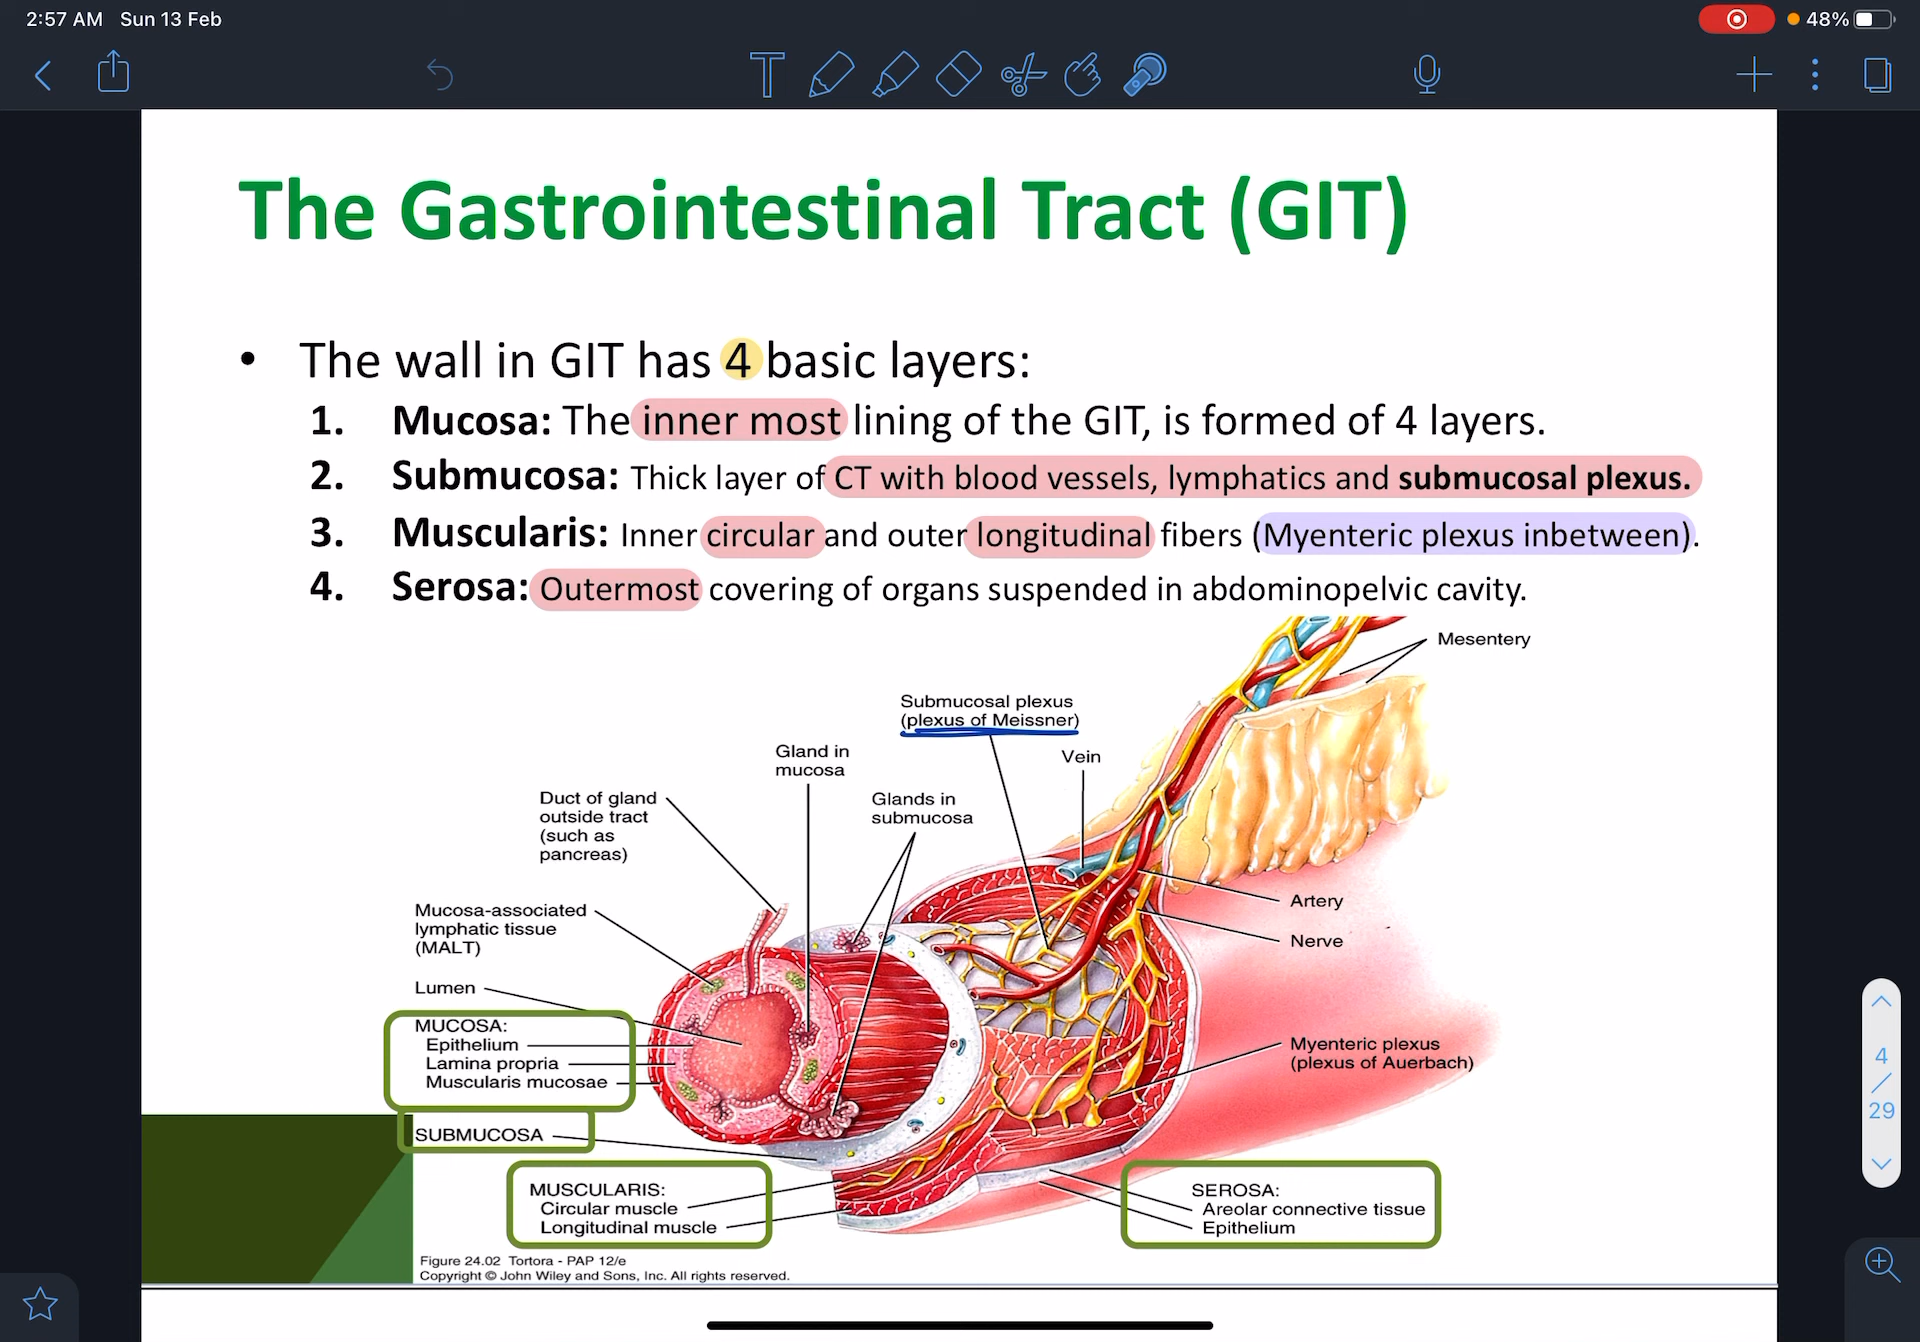 2:57 AM Sun 13 Feb
48%
The Gastrointestinal Tract (GIT)
• The wall in GIT has 4 basic layers:
1. Mucosa: The inner most lining of the GIT, is formed of 4 layers.
2. Submucosa: Thick layer of CT with blood vessels, lymphatics and submucosal plexus.
3. Muscularis: Inner circular and outer longitudinal fibers (Myenteric plexus inbetween).
4. Serosa: Outermost covering of organs suspended in abdominopelvic cavity.
Mesentery
Submucosal plexus
(plexus of Meissner)
Gland in
mucosa
Vein
Duct of gland
outside tract
(such as
pancreas)
Glands in
submucosa
Artery
Mucosa-associated
lymphatic tissue
(MALT)
Nerve
Lumen
MUCOSA:
Epithelium
Lamina propria
Muscularis mucosae
Myenteric plexus
(plexus of Auerbach)
4
/
29
SUBMUCOSA
MUSCULARIS:
Circular muscle
Longitudinal muscle
SEROSA:
Areolar connective tissue
Epithelium
Figure 24.02 Tortora - PAP 12/e
Copyright © John Wiley and Sons, Inc. All rights reserved.